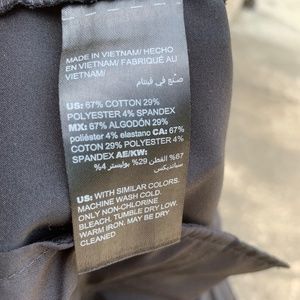 MADE IN VIETNAM/ HECHO
EN VIETNAM/ FABRIQUÉ AU
VIETNAM/
صنع في فيتنام
US: 67% COTTON 29%
POLYESTER 4% SPANDEX
MX: 67% ALGODÓN 29%
poliéster 4% elastano CA: 67%
COTON 29% POLYESTER 4%
SPANDEX AE/KW:
67% القطن 29% بوليستر 4%
سباندیکس
US: WITH SIMILAR COLORS.
MACHINE WASH COLD.
ONLY NON-CHLORINE
BLEACH. TUMBLE DRY LOW.
WARM IRON. MAY BE DRY
CLEANED